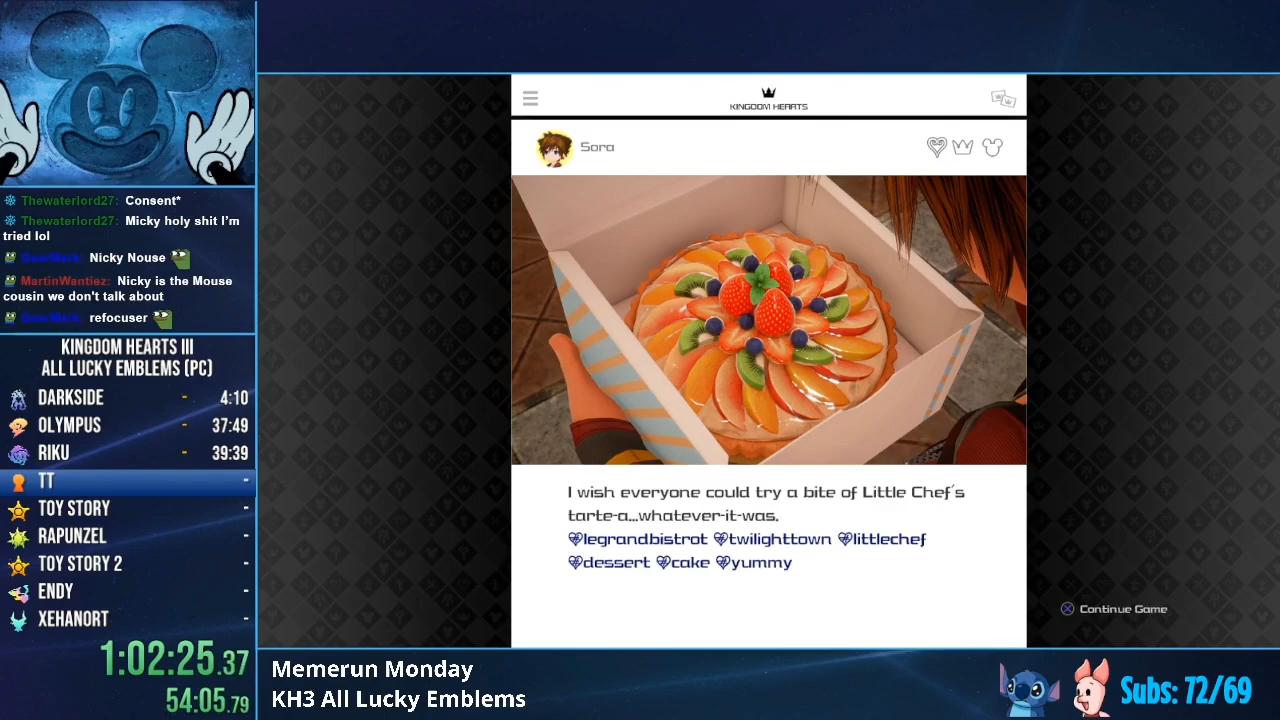 Thewaterlord27: Consent*
Thewaterlord27: Micky holy shit I'm
tried lol
Nicky Nouse
MartinWantiez: Nicky is the Mouse
cousin we don't talk about
refocuser
KINGDOM HEARTS III
ALL LUCKY EMBLEMS (PC)
DARKSIDE - 4:10
OLYMPUS - 37:49
RIKU - 39:39
TT -
TOY STORY -
RAPUNZEL -
TOY STORY 2 -
ENDY -
XEHANORT -
1:02:25.37
54:05.79
KINGDOM HEARTS
Sora
I wish everyone could try a bite of Little Chef's
tarte-a...whatever-it-was.
legrandbistrot twilighttown littlechef
dessert cake yummy
Continue Game
Memerun Monday
KH3 All Lucky Emblems
Subs: 72/69